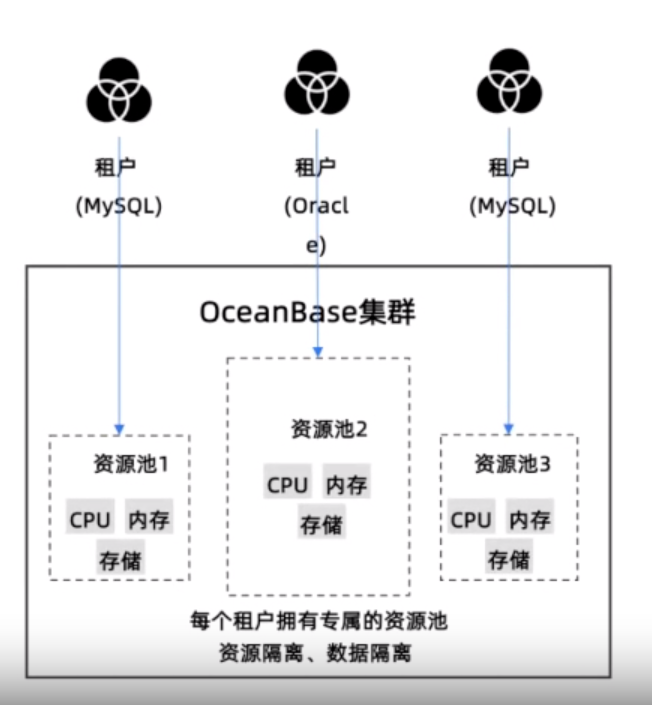 租户
(MySQL)
租户
(Oracl
e)
租户
(MySQL)
OceanBase集群
资源池1
CPU 内存
存储
资源池2
CPU 内存
存储
资源池3
CPU 内存
存储
每个租户拥有专属的资源池
资源隔离、数据隔离